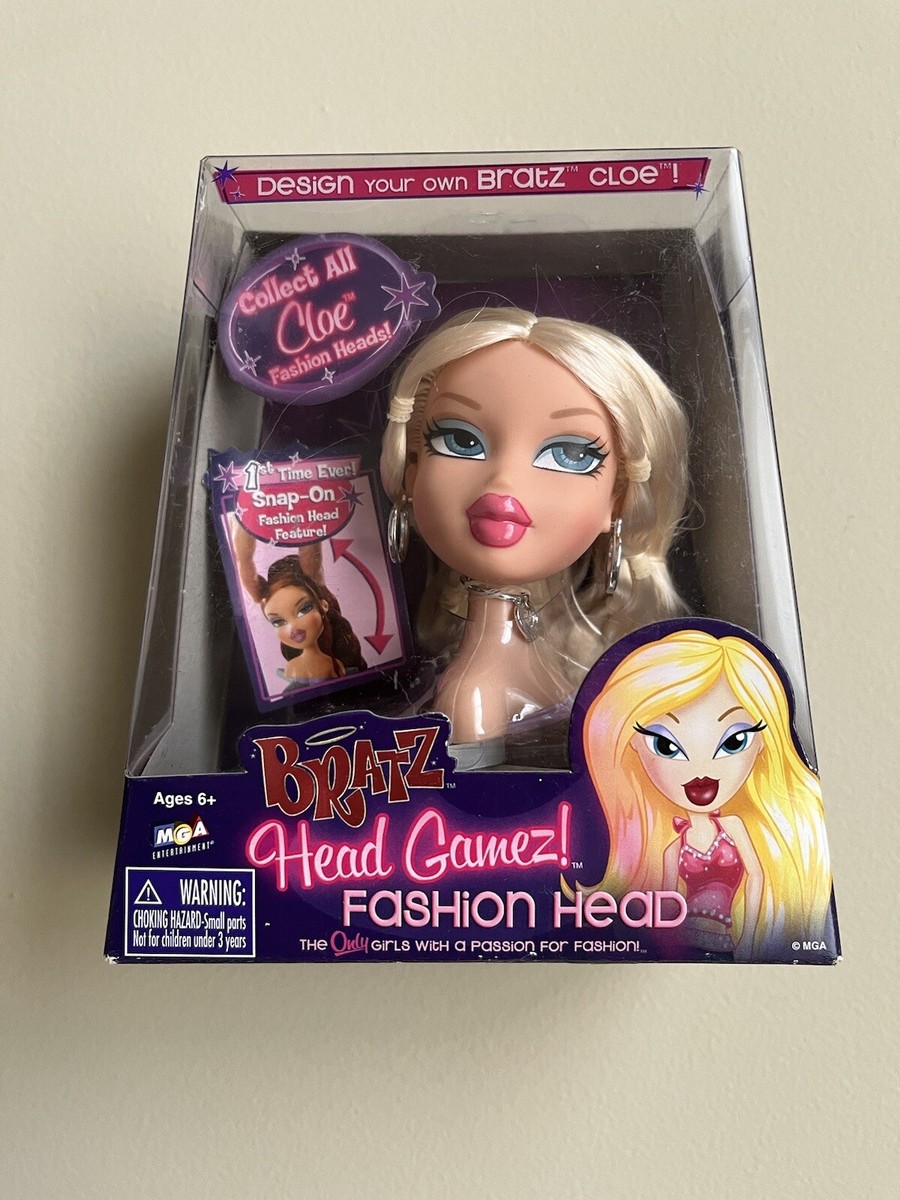 Design your own Bratz™ Cloe™!
Collect All
Cloe™
Fashion Heads!
1st Time Ever!
Snap-On
Fashion Head
Feature!
BRATZ™
Ages 6+
MGA
ENTERTAINMENT®
Head Gamez!™
⚠ WARNING:
CHOKING HAZARD-Small parts
Not for children under 3 years
Fashion Head
The Only Girls with a Passion for Fashion!™
© MGA